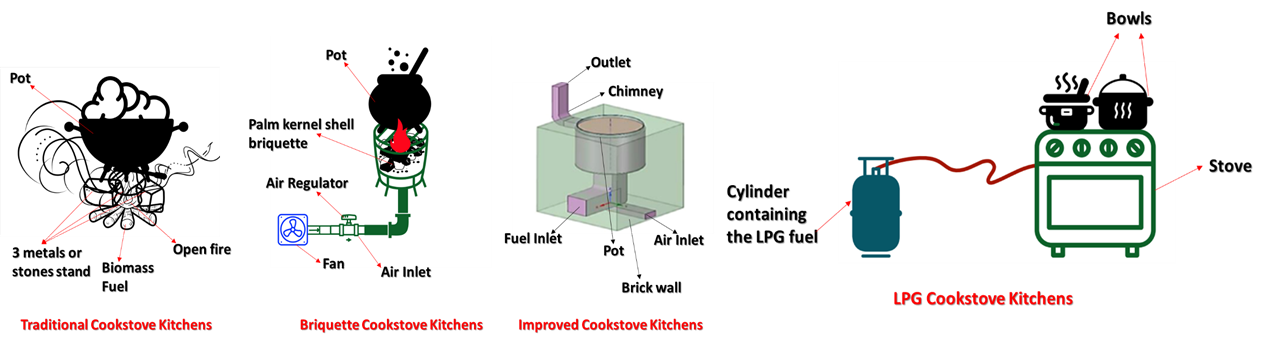 Pot
3 metals or
stones stand
Biomass
Fuel
Open fire
Traditional Cookstove Kitchens
Pot
Palm kernel shell
briquette
Air Regulator
Fan
Air Inlet
Briquette Cookstove Kitchens
Outlet
Chimney
Fuel Inlet
Pot
Air Inlet
Brick wall
Improved Cookstove Kitchens
Bowls
Stove
Cylinder
containing
the LPG fuel
LPG Cookstove Kitchens